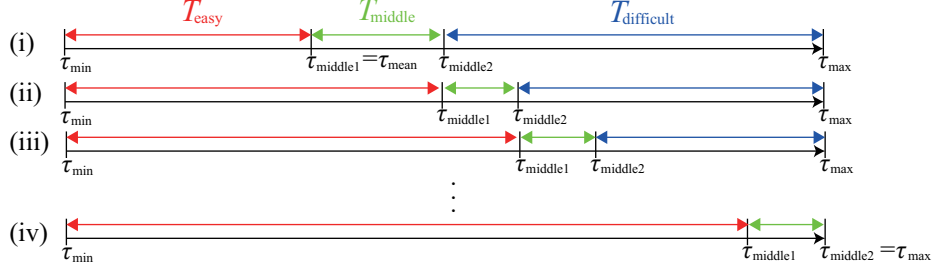 T_easy T_middle T_difficult
(i)
τ_min τ_middle1 = τ_mean τ_middle2 τ_max
(ii)
τ_min τ_middle1 τ_middle2 τ_max
(iii)
τ_min τ_middle1 τ_middle2 τ_max
⋮
(iv)
τ_min τ_middle1 τ_middle2 = τ_max